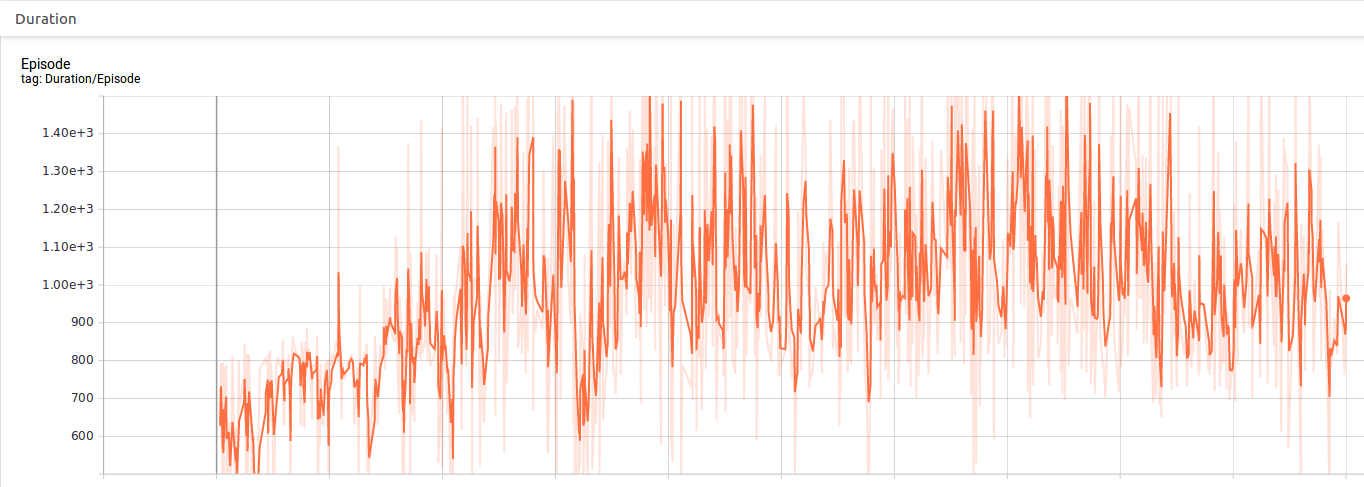 Duration
Episode
tag: Duration/Episode
1.40e+3
1.30e+3
1.20e+3
1.10e+3
1.00e+3
900
800
700
600